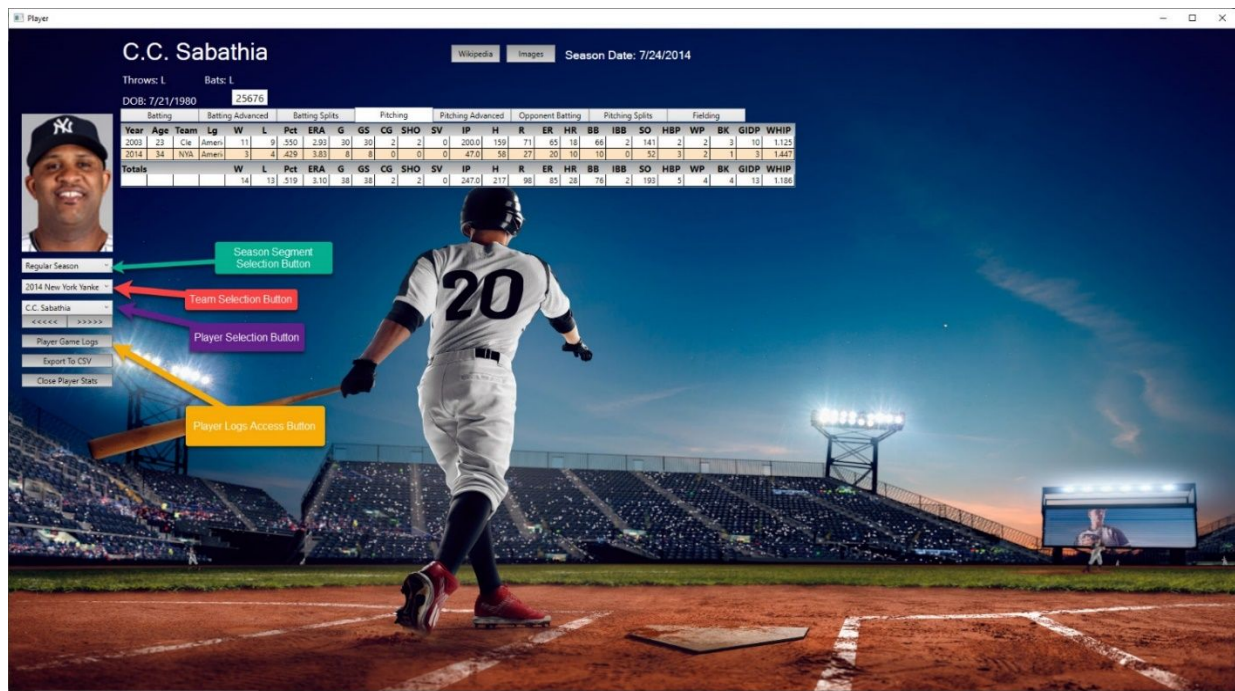 Player
C.C. Sabathia
Wikipedia Images Season Date: 7/24/2014
Throws: L Bats: L
DOB: 7/21/1980 25676
Batting Batting Advanced Batting Splits Pitching Pitching Advanced Opponent Batting Pitching Splits Fielding
Year Age Team Lg W L Pct ERA G GS CG SHO SV IP H R ER HR BB IBB SO HBP WP BK GIDP WHIP
2003 23 Cle Ameri 11 9 .550 2.93 30 30 2 2 0 200.0 159 71 65 18 66 2 141 2 2 3 10 1.125
2014 34 NYA Ameri 3 4 .429 3.83 8 8 0 0 0 47.0 58 27 20 10 10 0 52 3 2 1 3 1.447
Totals W L Pct ERA G GS CG SHO SV IP H R ER HR BB IBB SO HBP WP BK GIDP WHIP
14 13 .519 3.10 38 38 2 2 0 247.0 217 98 85 28 76 2 193 5 4 4 13 1.186
20
Regular Season
Season Segment
Selection Button
2014 New York Yanke
Team Selection Button
C.C. Sabathia
<<<<< >>>>>
Player Selection Button
Player Game Logs
Export To CSV
Close Player Stats
Player Logs Access Button